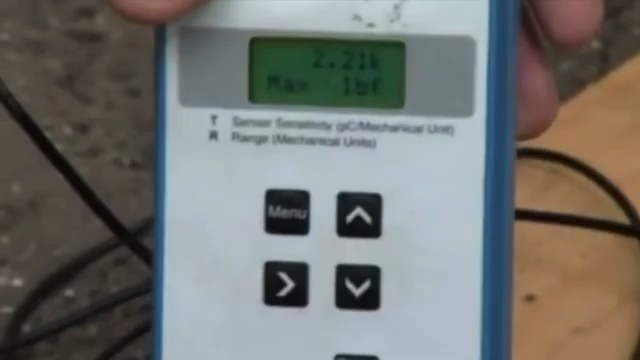 2.21k
Max lbf
T Sensor Sensitivity (pC/Mechanical Unit)
R Range (Mechanical Units)
Menu